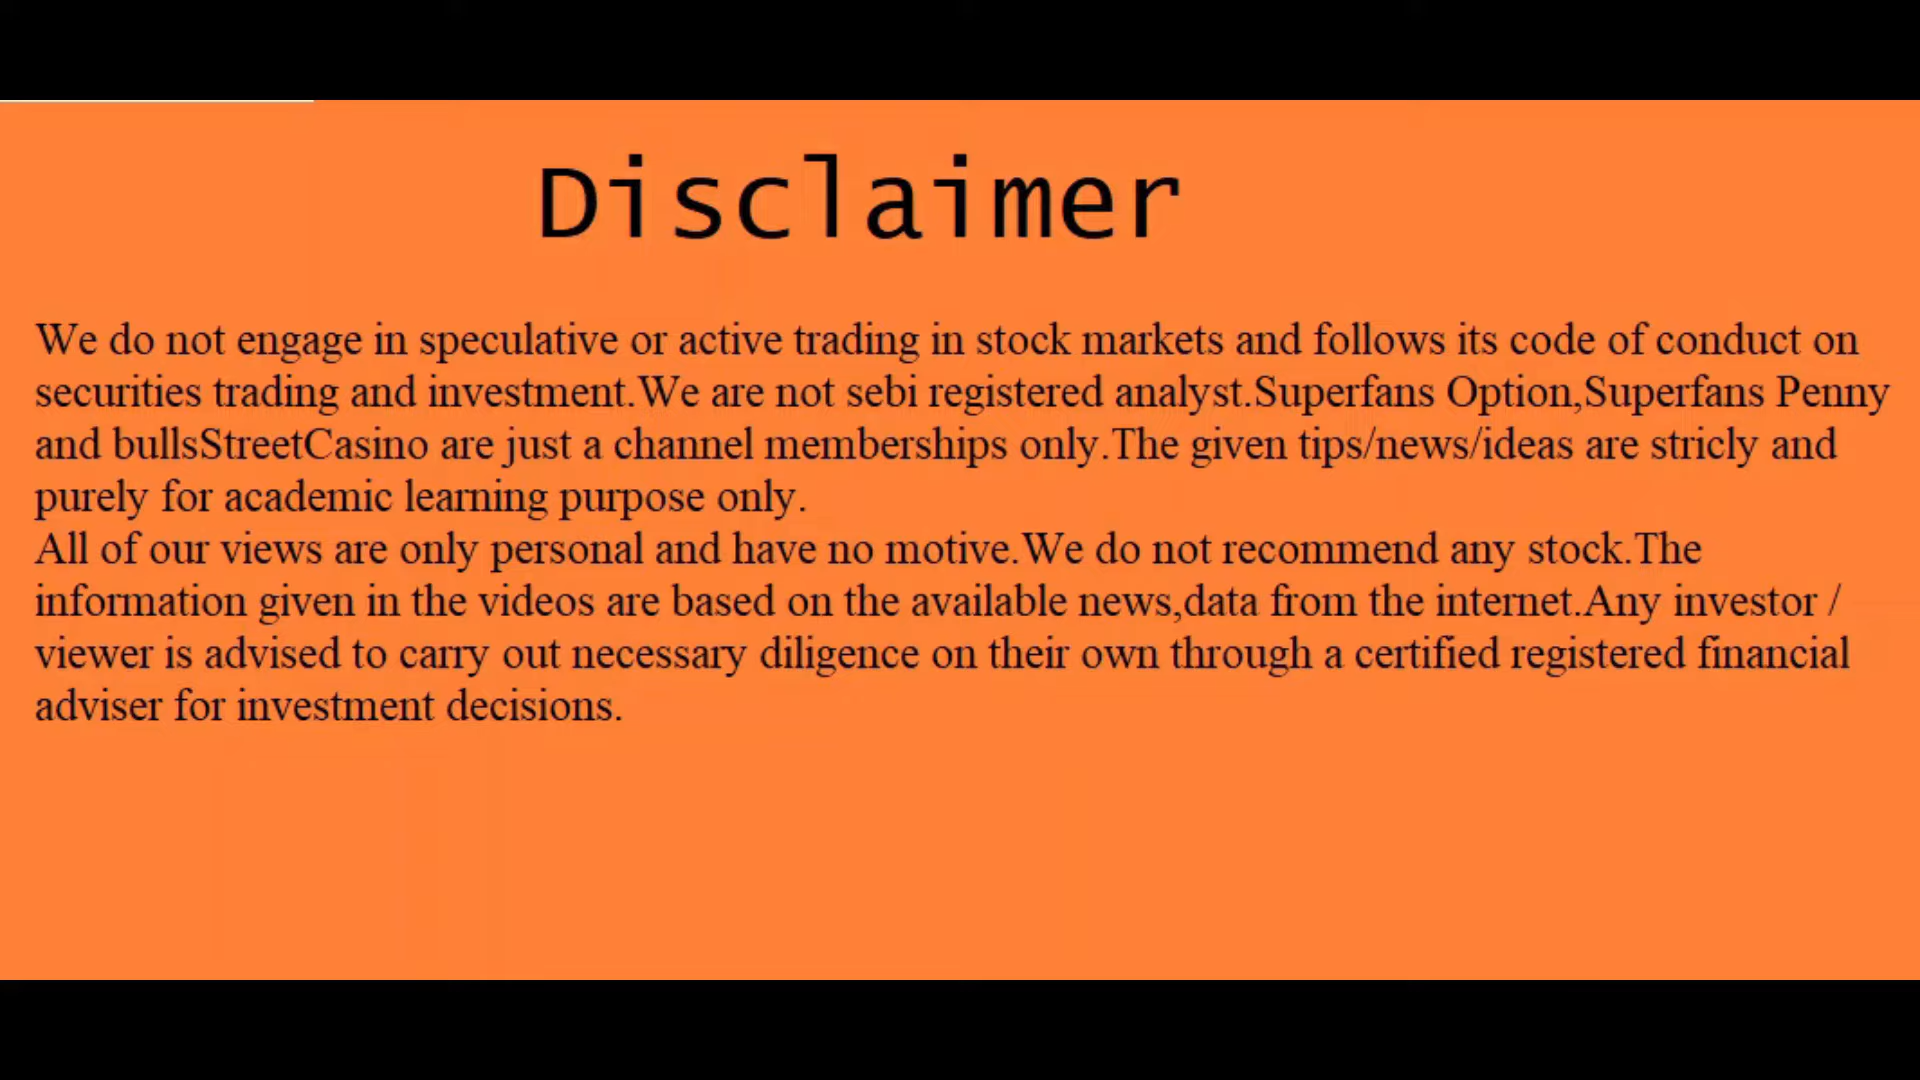 Disclaimer
We do not engage in speculative or active trading in stock markets and follows its code of conduct on
securities trading and investment.We are not sebi registered analyst.Superfans Option,Superfans Penny
and bullsStreetCasino are just a channel memberships only.The given tips/news/ideas are stricly and
purely for academic learning purpose only.
All of our views are only personal and have no motive.We do not recommend any stock.The
information given in the videos are based on the available news,data from the internet.Any investor /
viewer is advised to carry out necessary diligence on their own through a certified registered financial
adviser for investment decisions.